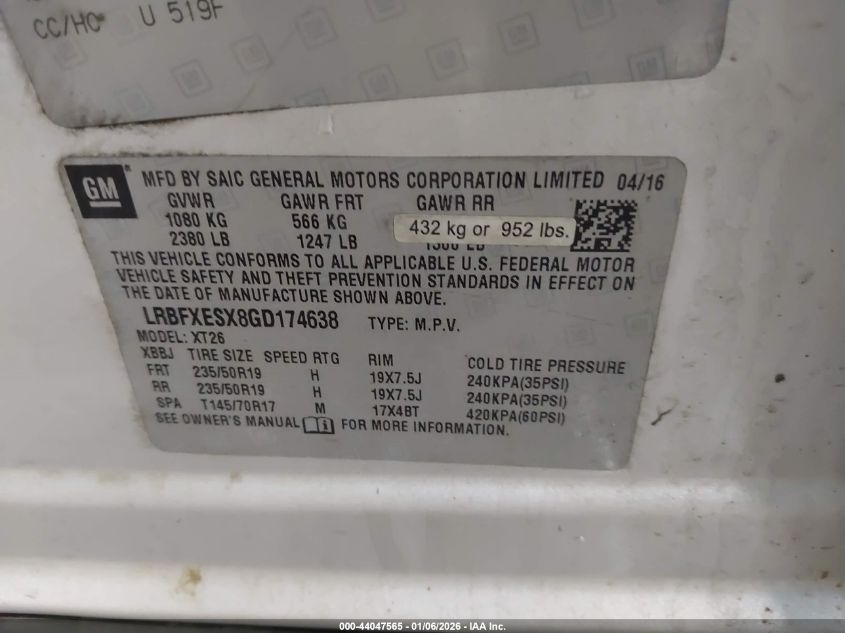 CC/HC U 519F
GM
MFD BY SAIC GENERAL MOTORS CORPORATION LIMITED 04/16
GVWR GAWR FRT GAWR RR
1080 KG 566 KG 432 kg or 952 lbs.
2380 LB 1247 LB 1300 LB
THIS VEHICLE CONFORMS TO ALL APPLICABLE U.S. FEDERAL MOTOR
VEHICLE SAFETY AND THEFT PREVENTION STANDARDS IN EFFECT ON
THE DATE OF MANUFACTURE SHOWN ABOVE.
LRBFXESX8GD174638 TYPE: M.P.V.
MODEL: XT26
XBBJ TIRE SIZE SPEED RTG RIM COLD TIRE PRESSURE
FRT 235/50R19 H 19X7.5J 240KPA(35PSI)
RR 235/50R19 H 19X7.5J 240KPA(35PSI)
SPA T145/70R17 M 17X4BT 420KPA(60PSI)
SEE OWNER'S MANUAL FOR MORE INFORMATION.
000-44047565 - 01/06/2026 - IAA Inc.